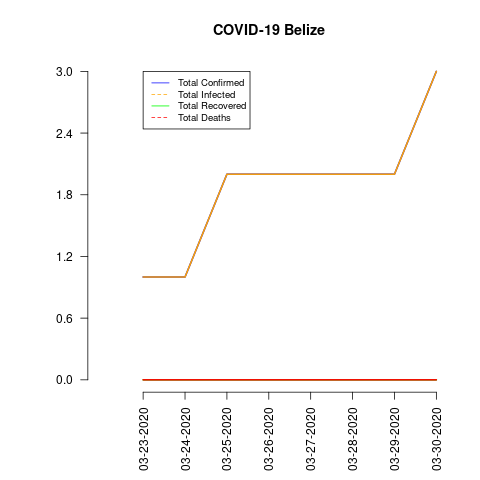 COVID-19 Belize
3.0
2.4
1.8
1.2
0.6
0.0
Total Confirmed
Total Infected
Total Recovered
Total Deaths
03-23-2020
03-24-2020
03-25-2020
03-26-2020
03-27-2020
03-28-2020
03-29-2020
03-30-2020